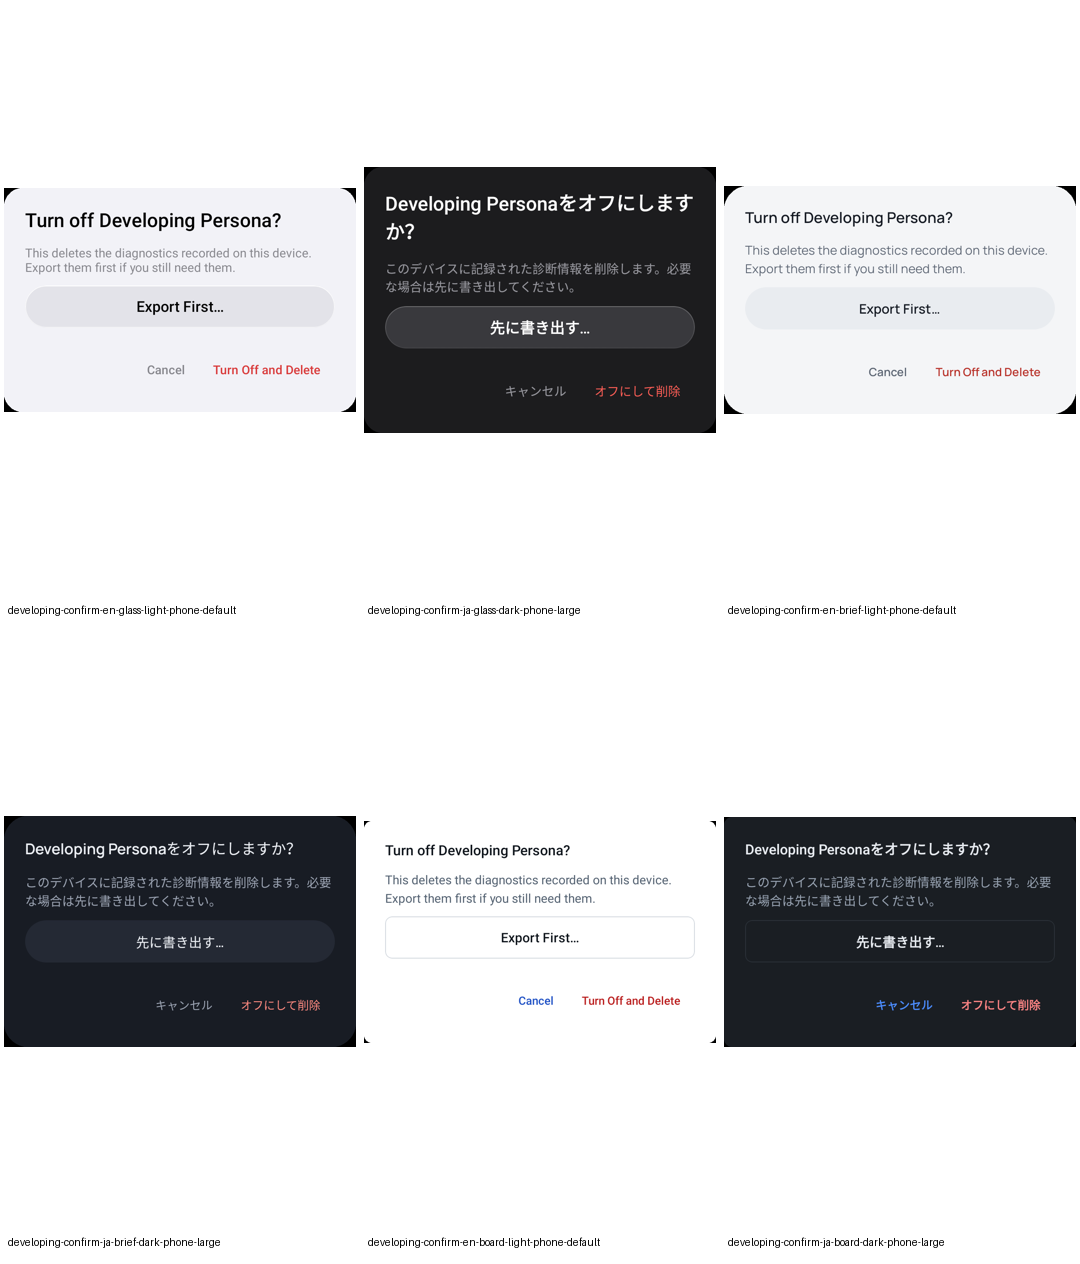 Turn off Developing Persona?
This deletes the diagnostics recorded on this device.
Export them first if you still need them.
Export First...
Cancel
Turn Off and Delete
developing-confirm-en-glass-light-phone-default
Developing Personaをオフにします
か?
このデバイスに記録された診断情報を削除します。必要
な場合は先に書き出してください。
先に書き出す...
キャンセル
オフにして削除
developing-confirm-ja-glass-dark-phone-large
Turn off Developing Persona?
This deletes the diagnostics recorded on this device.
Export them first if you still need them.
Export First...
Cancel
Turn Off and Delete
developing-confirm-en-brief-light-phone-default
Developing Personaをオフにしますか?
このデバイスに記録された診断情報を削除します。必要
な場合は先に書き出してください。
先に書き出す...
キャンセル
オフにして削除
developing-confirm-ja-brief-dark-phone-large
Turn off Developing Persona?
This deletes the diagnostics recorded on this device.
Export them first if you still need them.
Export First...
Cancel
Turn Off and Delete
developing-confirm-en-board-light-phone-default
Developing Personaをオフにしますか?
このデバイスに記録された診断情報を削除します。必要
な場合は先に書き出してください。
先に書き出す...
キャンセル
オフにして削除
developing-confirm-ja-board-dark-phone-large